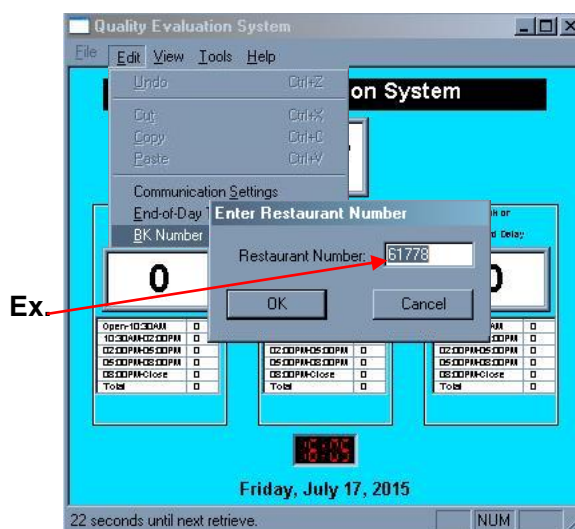 Quality Evaluation System
File Edit View Tools Help
Undo Ctrl+Z
on System
Cut Ctrl+X
Copy Ctrl+C
Paste Ctrl+V
Communication Settings
End-of-Day
BK Number
Enter Restaurant Number
or
Delay
Restaurant Number: 61778
0
OK Cancel
Ex.
Open-10:30AM 0
AM 0
10:30AM-02:00PM 0
:00PM 0
02:00PM-05:00PM 0
02:00PM-05:00PM 0
02:00PM-05:00PM 0
05:00PM-08:00PM 0
05:00PM-08:00PM 0
05:00PM-08:00PM 0
08:00PM-Close 0
08:00PM-Close 0
08:00PM-Close 0
Total 0
Total 0
Total 0
16:05
Friday, July 17, 2015
22 seconds until next retrieve. NUM